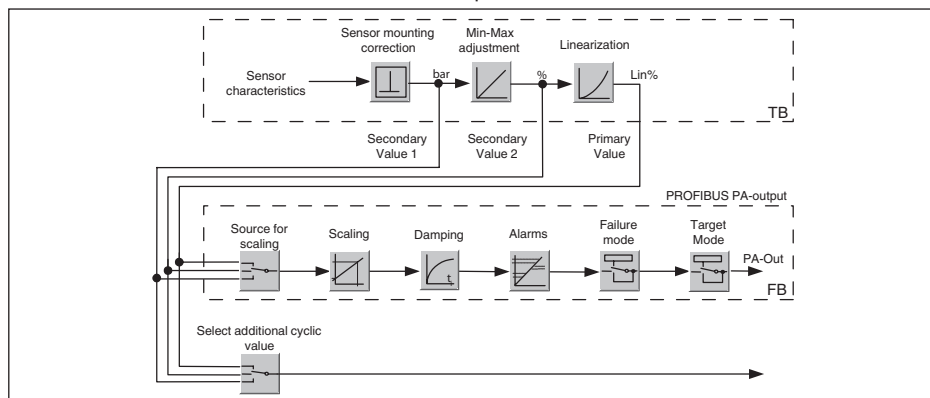 Sensor mounting
correction
Min-Max
adjustment
Linearization
Sensor
characteristics
bar
%
Lin%
TB
Secondary
Value 1
Secondary
Value 2
Primary
Value
PROFIBUS PA-output
Source for
scaling
Scaling
Damping
Alarms
Failure
mode
Target
Mode
t
PA-Out
FB
Select additional cyclic
value